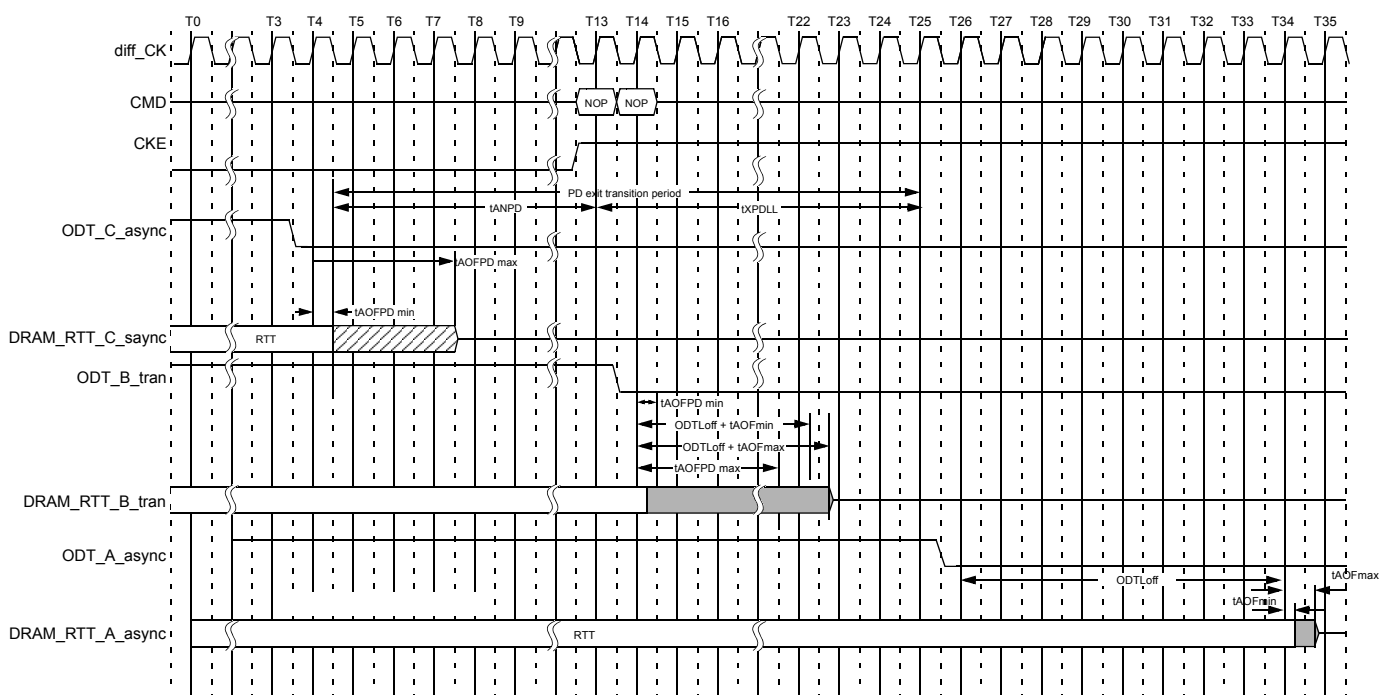 T0 T3 T4 T5 T6 T7 T8 T9 T13 T14 T15 T16 T22 T23 T24 T25 T26 T27 T28 T29 T30 T31 T32 T33 T34 T35
diff_CK
CMD NOP NOP
CKE
PD exit transition period
tANPD tXPDLL
ODT_C_async
tAOFPD max
tAOFPD min
DRAM_RTT_C_sync RTT
ODT_B_tran
tAOFPD min
ODTLoff + tAOFmin
ODTLoff + tAOFmax
tAOFPD max
DRAM_RTT_B_tran
ODT_A_async
ODTLoff tAOFmax
tAOFmin
DRAM_RTT_A_async RTT